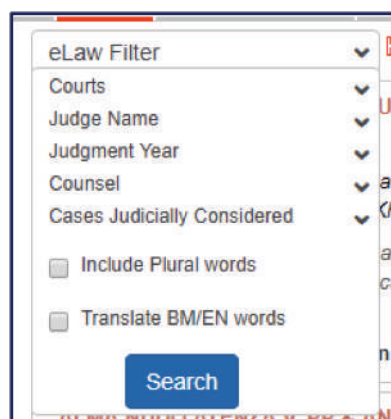 eLaw Filter
Courts
Judge Name
Judgment Year
Counsel
Cases Judicially Considered
Include Plural words
Translate BM/EN words
Search